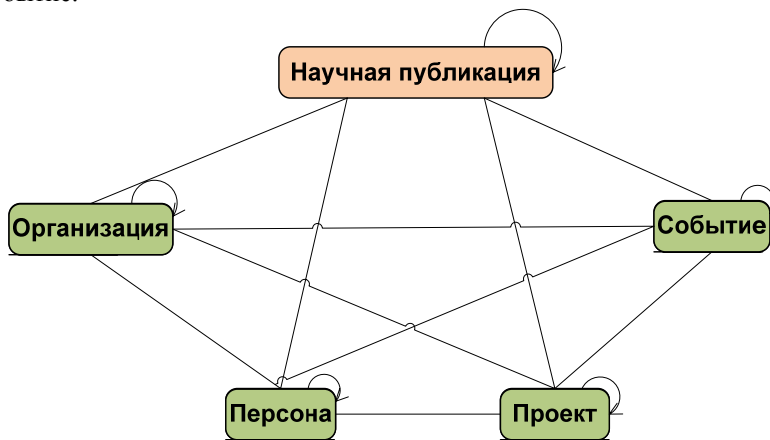 Научная публикация
Организация
Событие
Персона
Проект